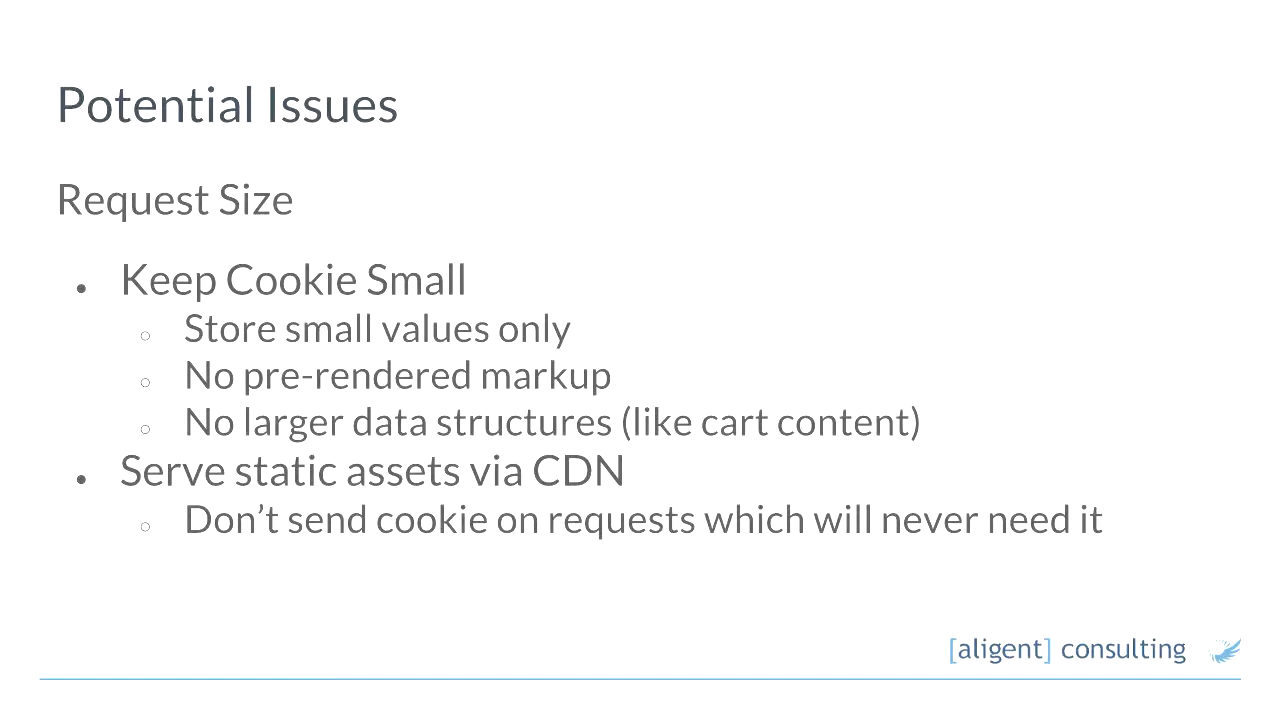 Potential Issues
Request Size
● Keep Cookie Small
○ Store small values only
○ No pre-rendered markup
○ No larger data structures (like cart content)
● Serve static assets via CDN
○ Don’t send cookie on requests which will never need it
[aligent] consulting